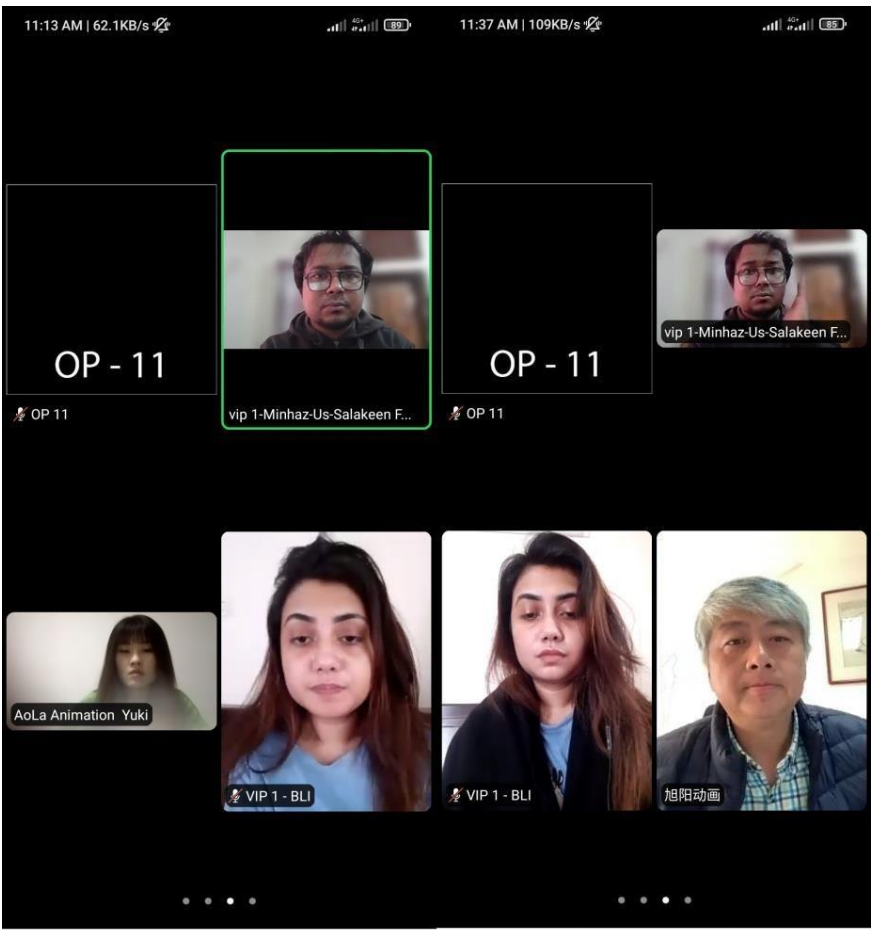 11:13 AM | 62.1KB/s
4G+
89
OP - 11
OP 11
vip 1-Minhaz-Us-Salakeen F...
AoLa Animation Yuki
VIP 1 - BLI
11:37 AM | 109KB/s
4G+
85
OP - 11
OP 11
vip 1-Minhaz-Us-Salakeen F...
VIP 1 - BLI
旭阳动画